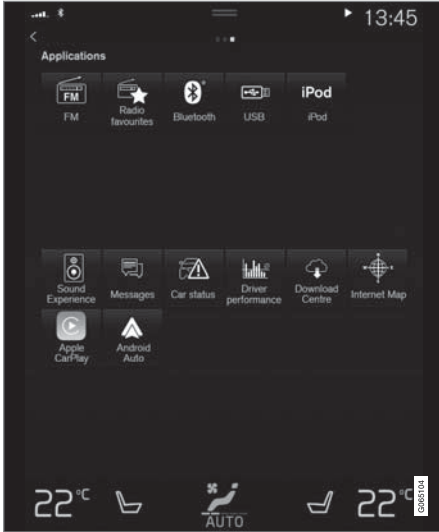 13:45
Applications
FM
FM
Radio
favourites
Bluetooth
USB
iPod
iPod
Sound
Experience
Messages
Car status
Driver
performance
Download
Centre
Internet Map
Apple
CarPlay
Android
Auto
22°C
AUTO
22°C
G065104